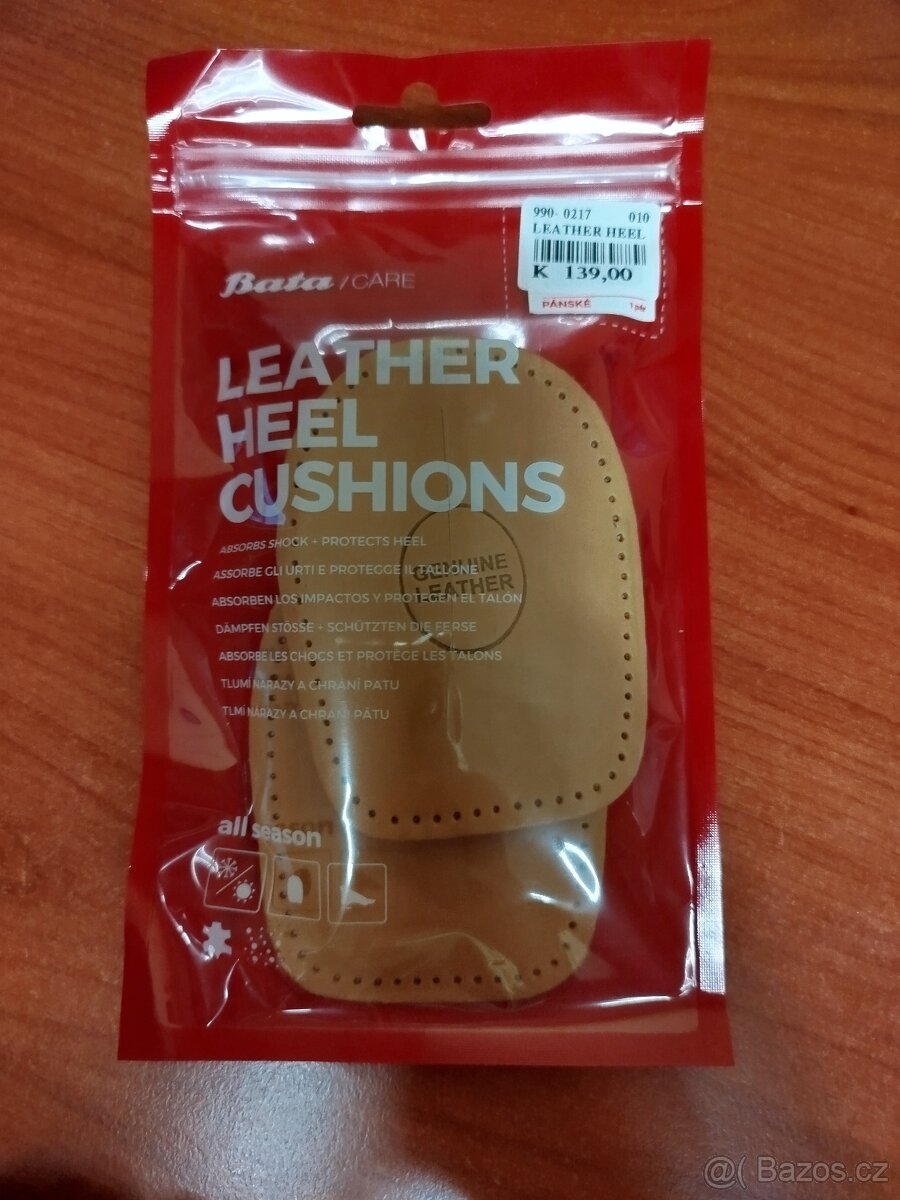 990- 0217 010
LEATHER HEEL
K 139,00
PÁNSKÉ
Bata / CARE
LEATHER
HEEL
CUSHIONS
ABSORBS SHOCK + PROTECTS HEEL
ASSORBE GLI URTI E PROTEGGE IL TALLONE
ABSORBEN LOS IMPACTOS Y PROTEGEN EL TALÓN
DÄMPFEN STÖSSE + SCHÜTZTEN DIE FERSE
ABSORBE LES CHOCS ET PROTÈGE LES TALONS
TLUMÍ NÁRAZY A CHRÁNÍ PATU
TLMÍ NÁRAZY A CHRÁNI PÄTU
GENUINE
LEATHER
all season
@( Bazos.cz